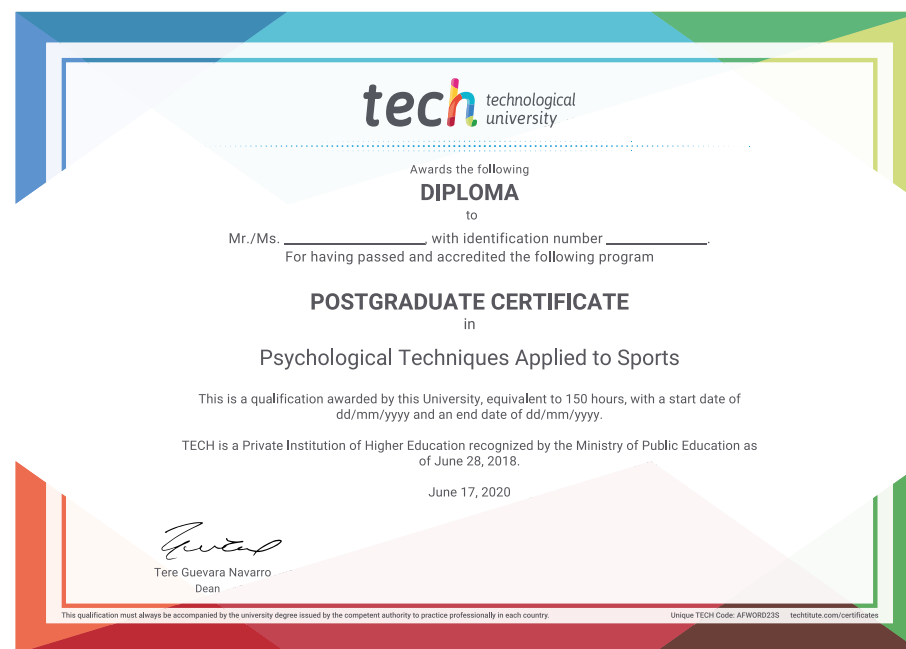 tech technological
university
Awards the following
DIPLOMA
to
Mr./Ms. ____________, with identification number ____________.
For having passed and accredited the following program
POSTGRADUATE CERTIFICATE
in
Psychological Techniques Applied to Sports
This is a qualification awarded by this University, equivalent to 150 hours, with a start date of
dd/mm/yyyy and an end date of dd/mm/yyyy.
TECH is a Private Institution of Higher Education recognized by the Ministry of Public Education as
of June 28, 2018.
June 17, 2020
Tere Guevara Navarro
Dean
This qualification must always be accompanied by the university degree issued by the competent authority to practice professionally in each country.
Unique TECH Code: AFWORD23S techtitute.com/certificates